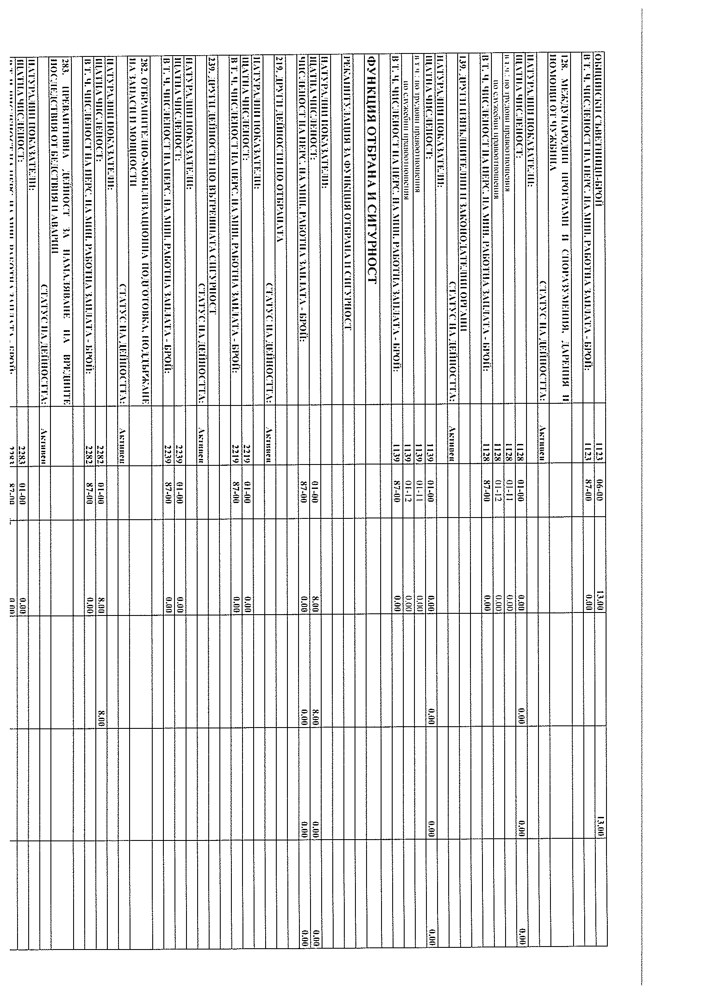 ОБЩИНСКИ СЪВЕТНИЦИ-БРОЙ 1123 06-00 13.00 13.00
В Т. Ч. ЧИСЛЕНОСТ НА ПЕРС. НА МИН. РАБОТНА ЗАПЛАТА - БРОЙ: 1123 87-00 0.00
128. МЕЖДУНАРОДНИ ПРОГРАМИ И СПОРАЗУМЕНИЯ, ДАРЕНИЯ И
ПОМОЩИ ОТ ЧУЖБИНА
СТАТУС НА ДЕЙНОСТТА: Активен
НАТУРАЛНИ ПОКАЗАТЕЛИ:
ЩАТНА ЧИСЛЕНОСТ: 1128 01-00 0.00 0.00 0.00 0.00
в т.ч.: по трудови правоотношения 1128 01-11 0.00
по служебни правоотношения 1128 01-12 0.00
В Т. Ч. ЧИСЛЕНОСТ НА ПЕРС. НА МИН. РАБОТНА ЗАПЛАТА - БРОЙ: 1128 87-00 0.00
139. ДРУГИ ИЗПЪЛНИТЕЛНИ И ЗАКОНОДАТЕЛНИ ОРГАНИ
СТАТУС НА ДЕЙНОСТТА: Активен
НАТУРАЛНИ ПОКАЗАТЕЛИ:
ЩАТНА ЧИСЛЕНОСТ: 1139 01-00 0.00 0.00 0.00 0.00
в т.ч.: по трудови правоотношения 1139 01-11 0.00
по служебни правоотношения 1139 01-12 0.00
В Т. Ч. ЧИСЛЕНОСТ НА ПЕРС. НА МИН. РАБОТНА ЗАПЛАТА - БРОЙ: 1139 87-00 0.00
ФУНКЦИЯ ОТБРАНА И СИГУРНОСТ
РЕКАПИТУЛАЦИЯ ЗА ФУНКЦИЯ ОТБРАНА И СИГУРНОСТ
НАТУРАЛНИ ПОКАЗАТЕЛИ:
ЩАТНА ЧИСЛЕНОСТ: 01-00 8.00 8.00 0.00 0.00
ЧИСЛЕНОСТ НА ПЕРС. НА МИН. РАБОТНА ЗАПЛАТА - БРОЙ: 87-00 0.00 0.00 0.00 0.00
219. ДРУГИ ДЕЙНОСТИ ПО ОТБРАНАТА
СТАТУС НА ДЕЙНОСТТА: Активен
НАТУРАЛНИ ПОКАЗАТЕЛИ:
ЩАТНА ЧИСЛЕНОСТ: 2219 01-00 0.00
В Т. Ч. ЧИСЛЕНОСТ НА ПЕРС. НА МИН. РАБОТНА ЗАПЛАТА - БРОЙ: 2219 87-00 0.00
239. ДРУГИ ДЕЙНОСТИ ПО ВЪТРЕШНАТА СИГУРНОСТ
СТАТУС НА ДЕЙНОСТТА: Активен
НАТУРАЛНИ ПОКАЗАТЕЛИ:
ЩАТНА ЧИСЛЕНОСТ: 2239 01-00 0.00
В Т. Ч. ЧИСЛЕНОСТ НА ПЕРС. НА МИН. РАБОТНА ЗАПЛАТА - БРОЙ: 2239 87-00 0.00
282. ОТБРАНИТЕЛНО-МОБИЛИЗАЦИОННА ПОДГОТОВКА, ПОДДЪРЖАНЕ
НА ЗАПАСИ И МОЩНОСТИ
СТАТУС НА ДЕЙНОСТТА: Активен
НАТУРАЛНИ ПОКАЗАТЕЛИ:
ЩАТНА ЧИСЛЕНОСТ: 2282 01-00 8.00 8.00
В Т. Ч. ЧИСЛЕНОСТ НА ПЕРС. НА МИН. РАБОТНА ЗАПЛАТА - БРОЙ: 2282 87-00 0.00
283. ПРЕВАНТИВНА ДЕЙНОСТ ЗА НАМАЛЯВАНЕ НА ВРЕДНИТЕ
ПОСЛЕДСТВИЯ ОТ БЕДСТВИЯ И АВАРИИ
СТАТУС НА ДЕЙНОСТТА: Активен
НАТУРАЛНИ ПОКАЗАТЕЛИ:
ЩАТНА ЧИСЛЕНОСТ: 2283 01-00 0.00
В Т. Ч. ЧИСЛЕНОСТ НА ПЕРС. НА МИН. РАБОТНА ЗАПЛАТА - БРОЙ: 2283 87-00 0.00